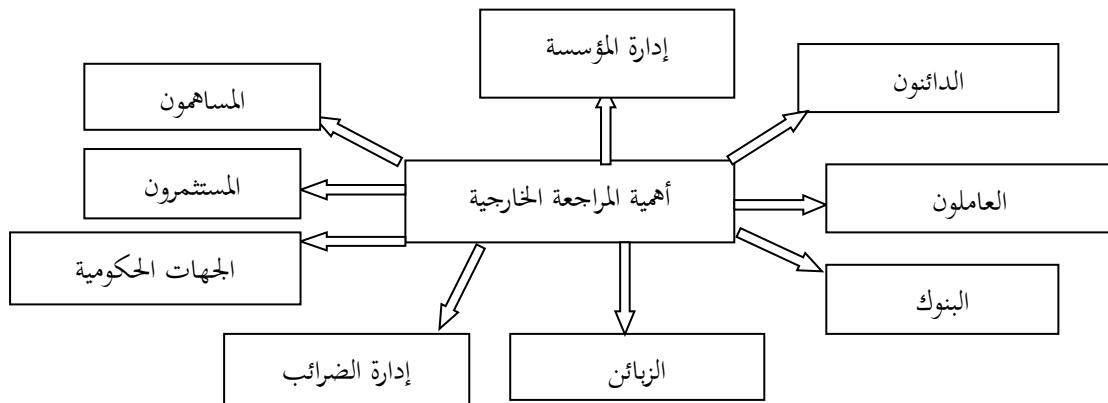 إدارة المؤسسة
الدائنون
المساهمون
أهمية المراجعة الخارجية
العاملون
المستثمرون
الجهات الحكومية
البنوك
الزبائن
إدارة الضرائب